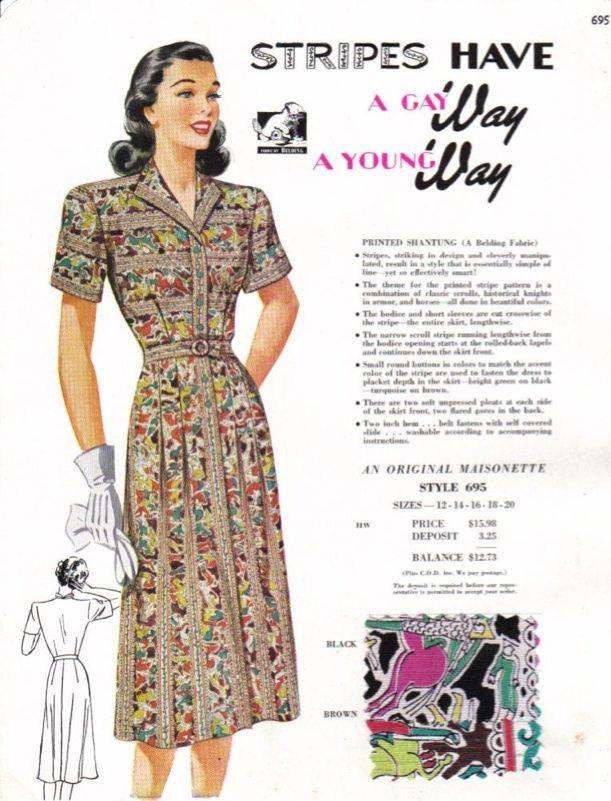 695
STRIPES HAVE
A GAY Way
A YOUNG Way
FABRIC BY BELDING
PRINTED SHANTUNG (A Belding Fabric)
• Stripes, striking in design and cleverly manipu-
lated, result in a style that is essentially simple of
line—yet so effectively smart!
• The theme for the printed stripe pattern is a
combination of classic scrolls, historical knights
in armor, and horses—all done in beautiful colors.
• The bodice and short sleeves are cut crosswise of
the stripe—the entire skirt, lengthwise.
• The narrow scroll stripe running lengthwise from
the bodice opening starts at the rolled-back lapels
and continues down the skirt front.
• Small round buttons in colors to match the accent
color of the stripe are used to fasten the dress to
placket depth in the skirt—bright green on black
—turquoise on brown.
• There are two soft unpressed pleats at each side
of the skirt front, two flared gores in the back.
• Two inch hem . . . belt fastens with self covered
slide . . . washable according to accompanying
instructions.
AN ORIGINAL MAISONETTE
STYLE 695
SIZES—12-14-16-18-20
HW PRICE $15.98
DEPOSIT 3.25
BALANCE $12.73
(Plus C.O.D. fee. We pay postage.)
The deposit is required before our repre-
sentative is permitted to accept your order.
BLACK
BROWN